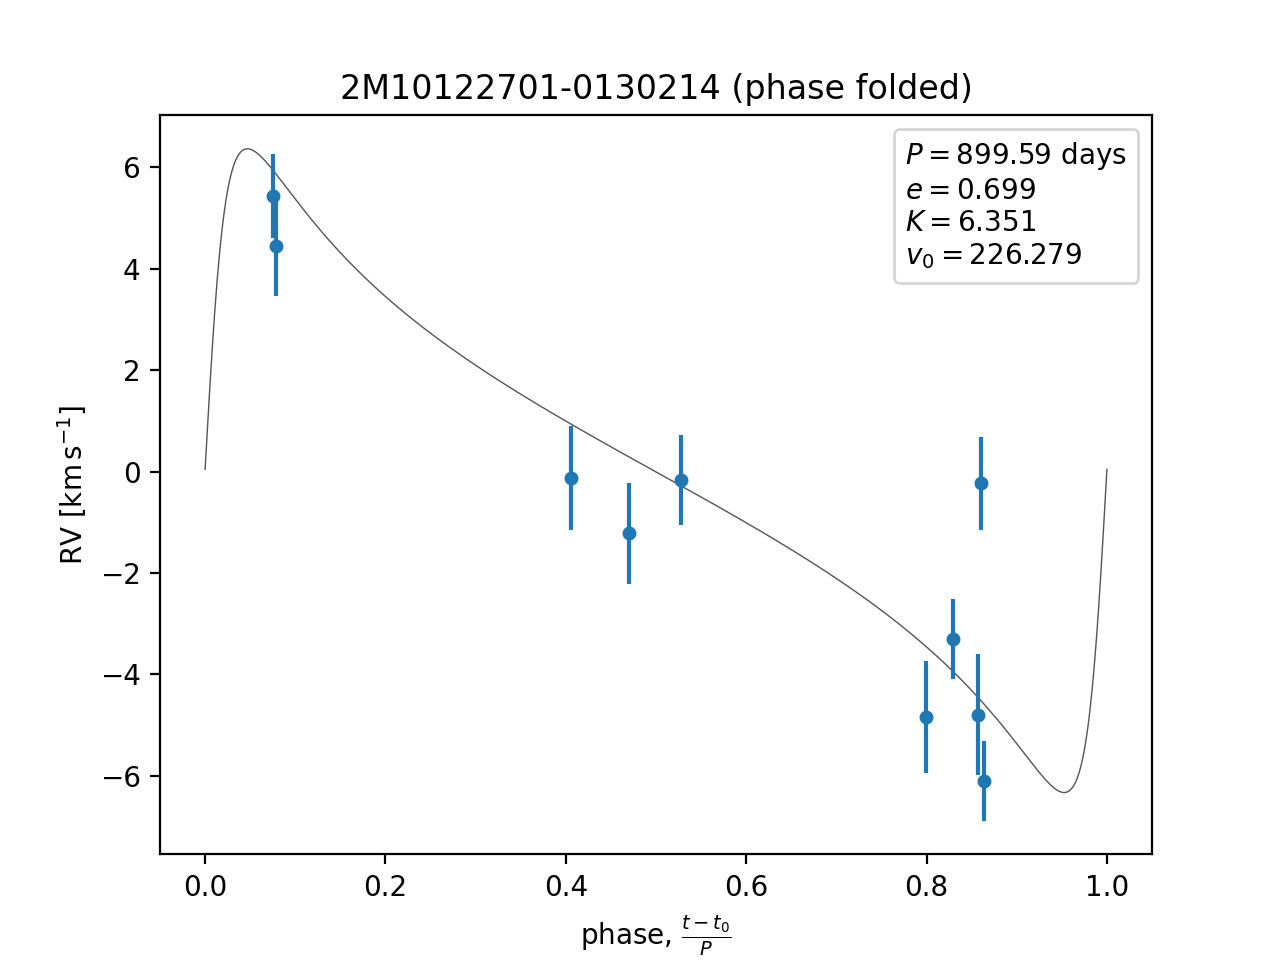 2M10122701-0130214 (phase folded)
P = 899.59 days
e = 0.699
K = 6.351
v₀ = 226.279
RV [km s⁻¹]
6
4
2
0
−2
−4
−6
0.0 0.2 0.4 0.6 0.8 1.0
phase, (t − t₀)/P